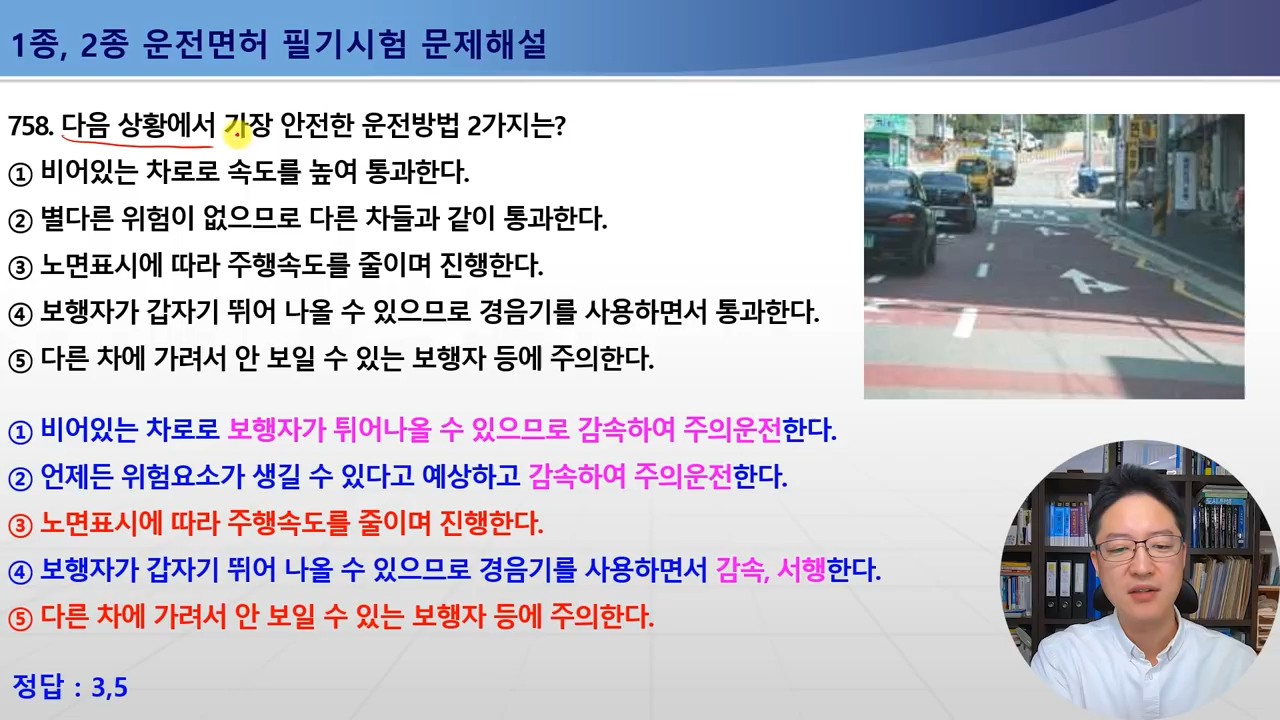 1종, 2종 운전면허 필기시험 문제해설
758. 다음 상황에서 가장 안전한 운전방법 2가지는?
① 비어있는 차로로 속도를 높여 통과한다.
② 별다른 위험이 없으므로 다른 차들과 같이 통과한다.
③ 노면표시에 따라 주행속도를 줄이며 진행한다.
④ 보행자가 갑자기 뛰어 나올 수 있으므로 경음기를 사용하면서 통과한다.
⑤ 다른 차에 가려서 안 보일 수 있는 보행자 등에 주의한다.
① 비어있는 차로로 보행자가 튀어나올 수 있으므로 감속하여 주의운전한다.
② 언제든 위험요소가 생길 수 있다고 예상하고 감속하여 주의운전한다.
③ 노면표시에 따라 주행속도를 줄이며 진행한다.
④ 보행자가 갑자기 뛰어 나올 수 있으므로 경음기를 사용하면서 감속, 서행한다.
⑤ 다른 차에 가려서 안 보일 수 있는 보행자 등에 주의한다.
정답 : 3,5